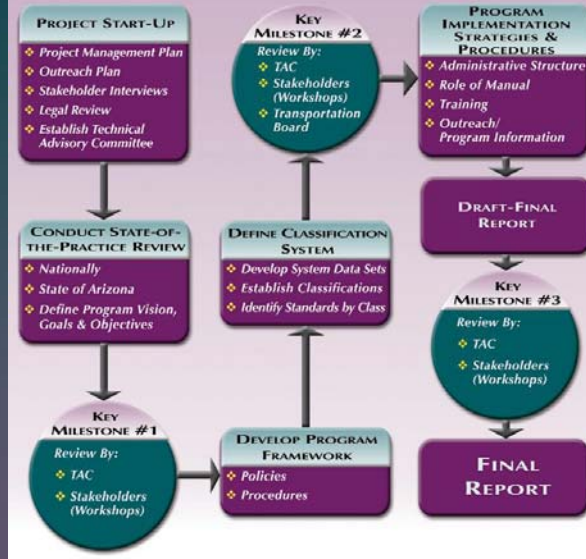 PROJECT START-UP
❖ Project Management Plan
❖ Outreach Plan
❖ Stakeholder Interviews
❖ Legal Review
❖ Establish Technical
Advisory Committee
CONDUCT STATE-OF-
THE-PRACTICE REVIEW
❖ Nationally
❖ State of Arizona
❖ Define Program Vision,
Goals & Objectives
KEY
MILESTONE #1
Review By:
❖ TAC
❖ Stakeholders
(Workshops)
DEVELOP PROGRAM
FRAMEWORK
❖ Policies
❖ Procedures
DEFINE CLASSIFICATION
SYSTEM
❖ Develop System Data Sets
❖ Establish Classifications
❖ Identify Standards by Class
KEY
MILESTONE #2
Review By:
❖ TAC
❖ Stakeholders
(Workshops)
❖ Transportation
Board
PROGRAM
IMPLEMENTATION
STRATEGIES &
PROCEDURES
❖ Administrative Structure
❖ Role of Manual
❖ Training
❖ Outreach/
Program Information
DRAFT-FINAL
REPORT
KEY
MILESTONE #3
Review By:
❖ TAC
❖ Stakeholders
(Workshops)
FINAL
REPORT